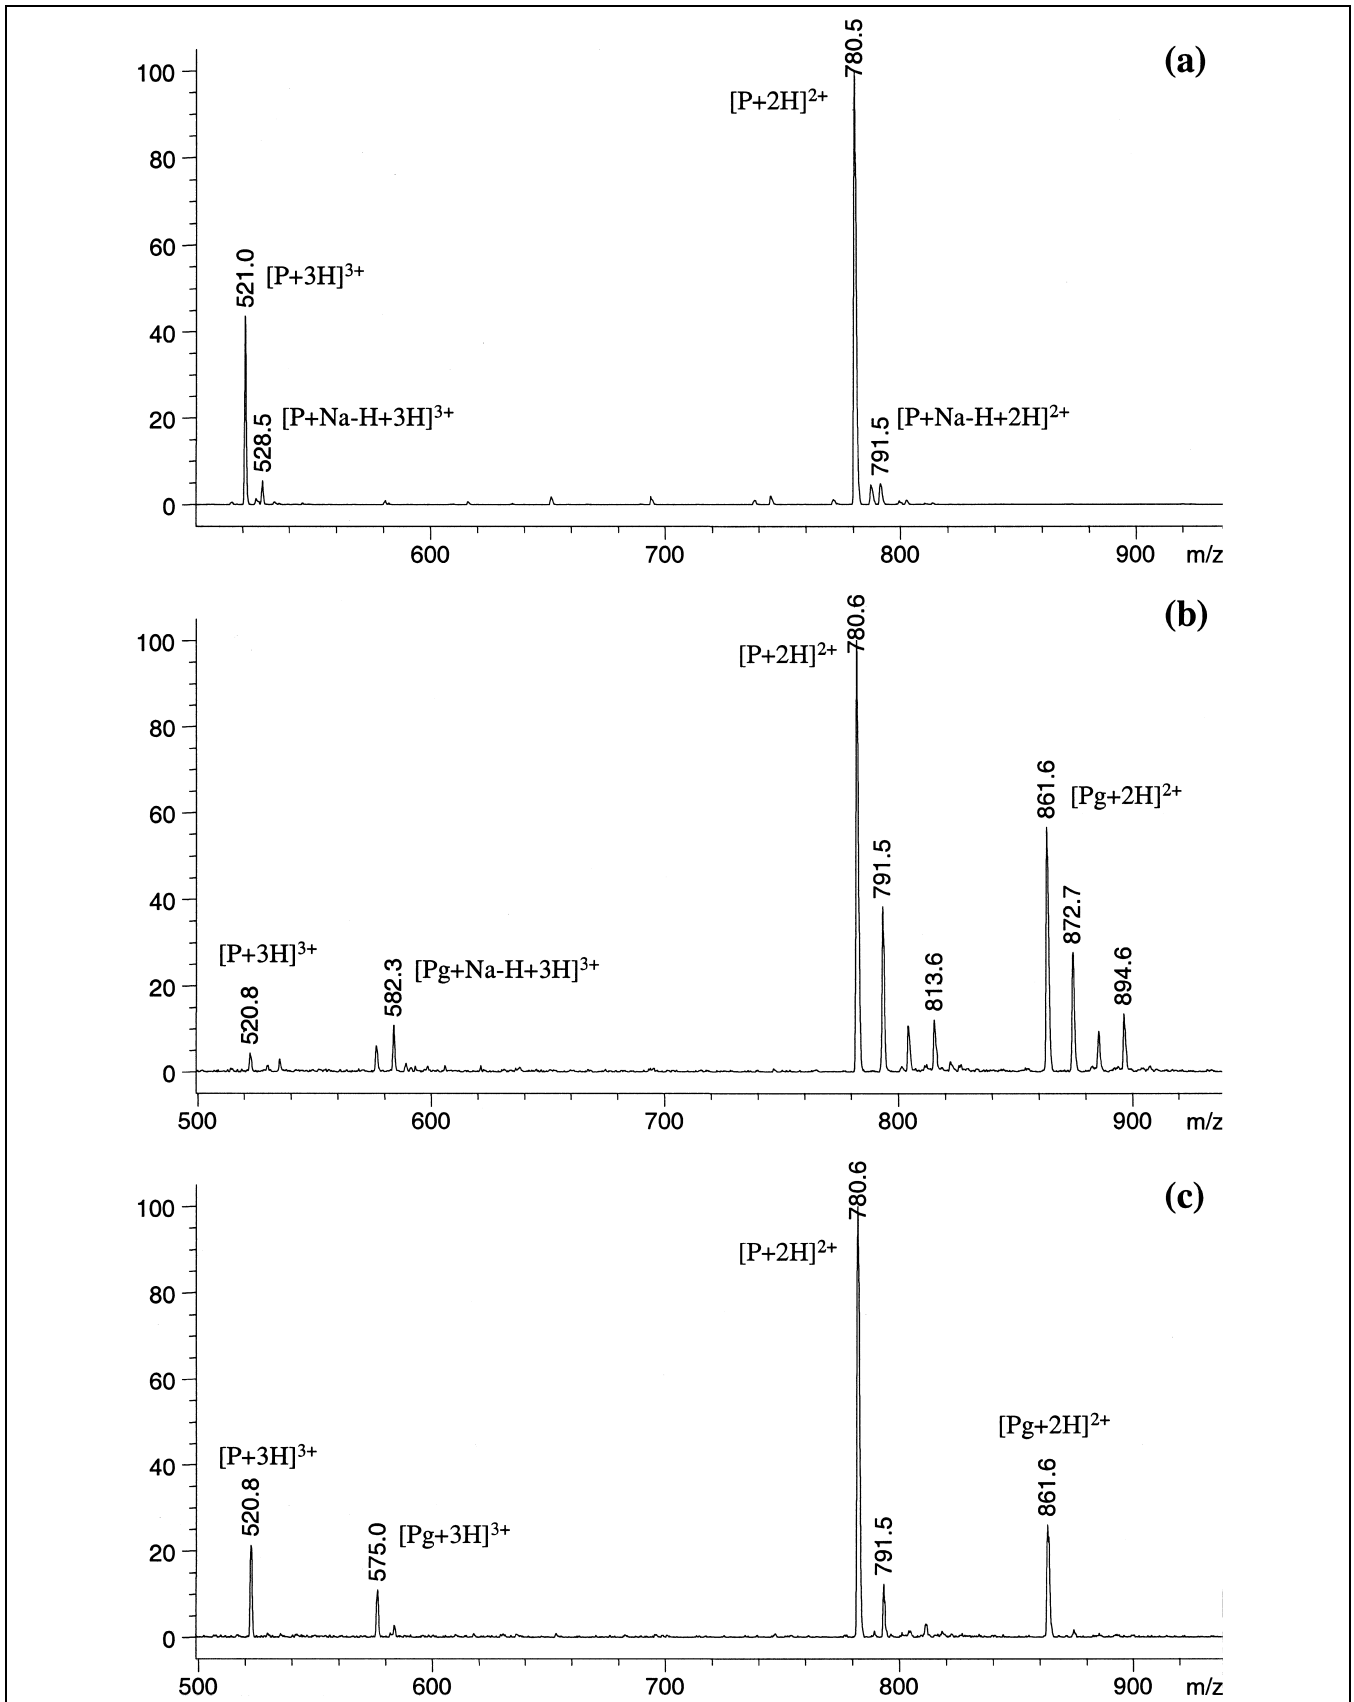 (a)
780.5
100
[P+2H]2+
80
60
521.0 [P+3H]3+
40
20
528.5 [P+Na-H+3H]3+
791.5 [P+Na-H+2H]2+
0
600 700 800 900 m/z
(b)
780.6
100
[P+2H]2+
80
861.6 [Pg+2H]2+
60
791.5
872.7
40
[P+3H]3+
582.3 [Pg+Na-H+3H]3+
813.6
894.6
20
520.8
0
500 600 700 800 900 m/z
(c)
780.6
100
[P+2H]2+
80
60
[Pg+2H]2+
40
[P+3H]3+
861.6
520.8
575.0 [Pg+3H]3+
791.5
20
0
500 600 700 800 900 m/z